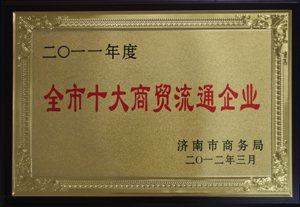 二〇一一年度
全市十大商贸流通企业
济南市商务局
二〇一二年三月